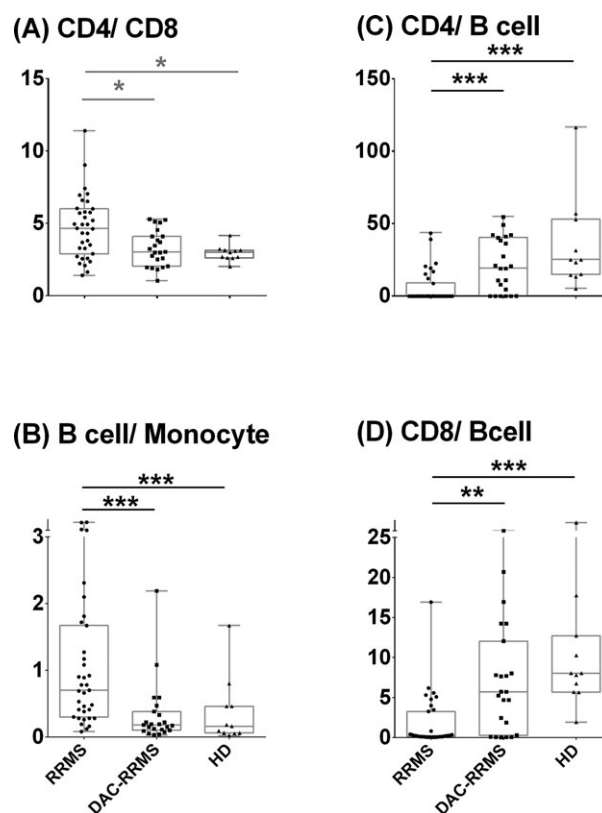 (A) CD4/ CD8
*
*
15
10
5
0
(C) CD4/ B cell
***
***
150
100
50
0
(B) B cell/ Monocyte
***
***
3
2
1
0
RRMS
DAC-RRMS
HD
(D) CD8/ Bcell
***
**
25
20
15
10
5
0
RRMS
DAC-RRMS
HD